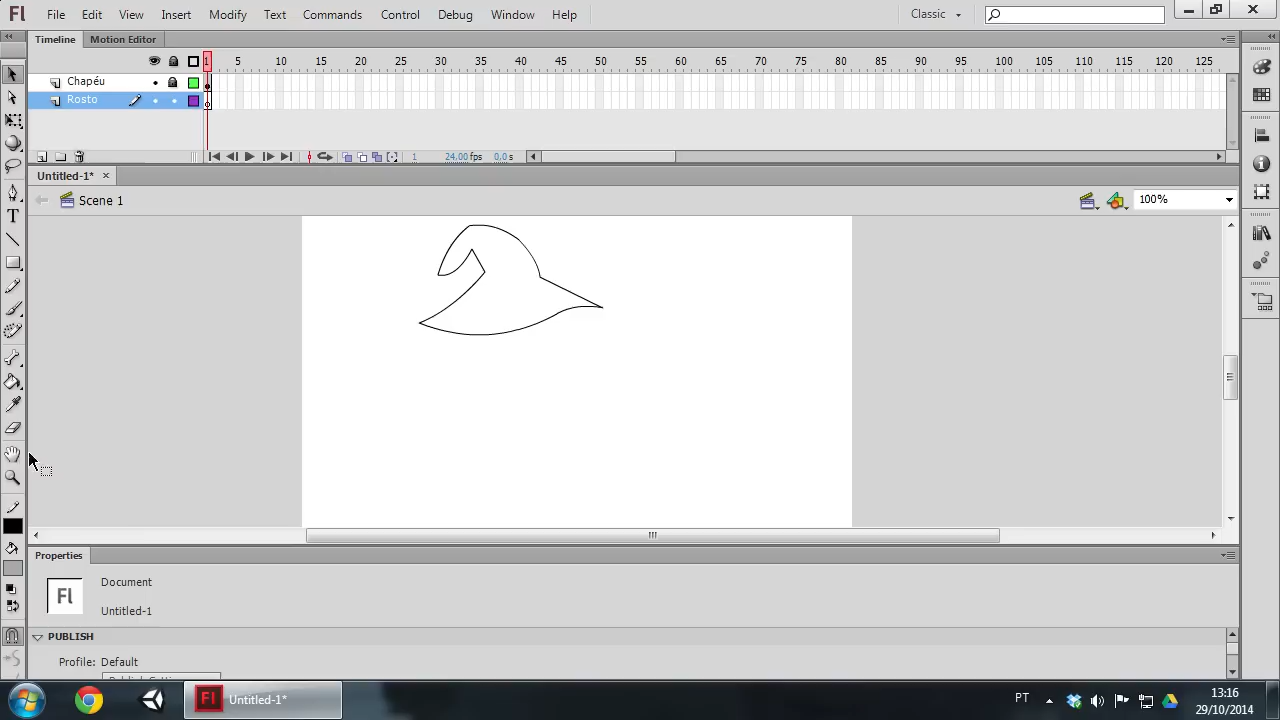 Fl File Edit View Insert Modify Text Commands Control Debug Window Help Classic
Timeline Motion Editor
1 5 10 15 20 25 30 35 40 45 50 55 60 65 70 75 80 85 90 95 100 105 110 115 120 125
Chapéu
Rosto
1 24.00 fps 0.0 s
Untitled-1*
Scene 1 100%
T
Properties
Fl Document
Untitled-1
PUBLISH
Profile: Default
Fl Untitled-1* PT 13:16
29/10/2014